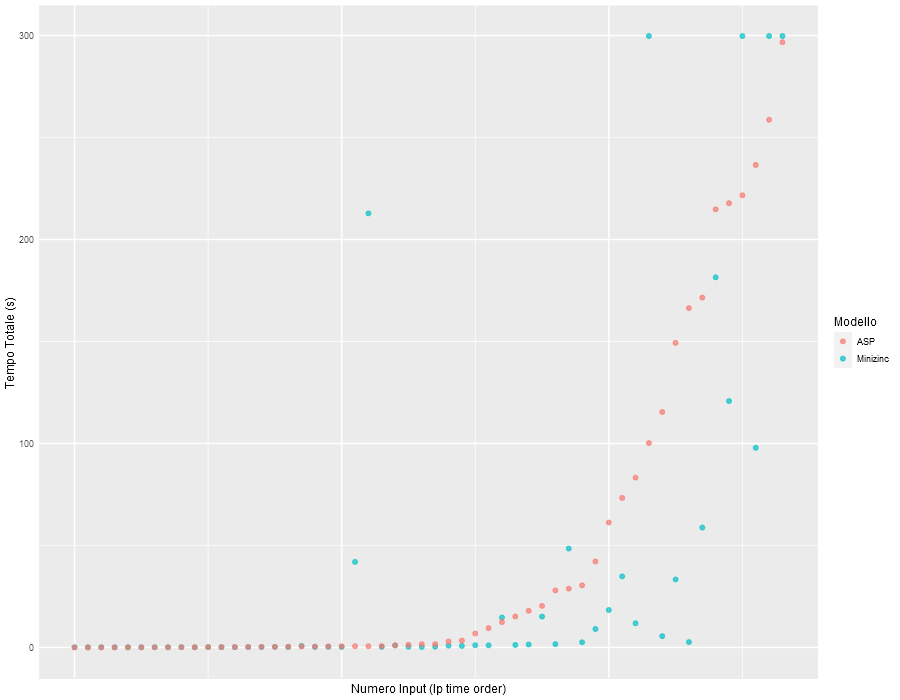 300
200
100
0
Tempo Totale (s)
Numero Input (lp time order)
Modello
ASP
Minizinc